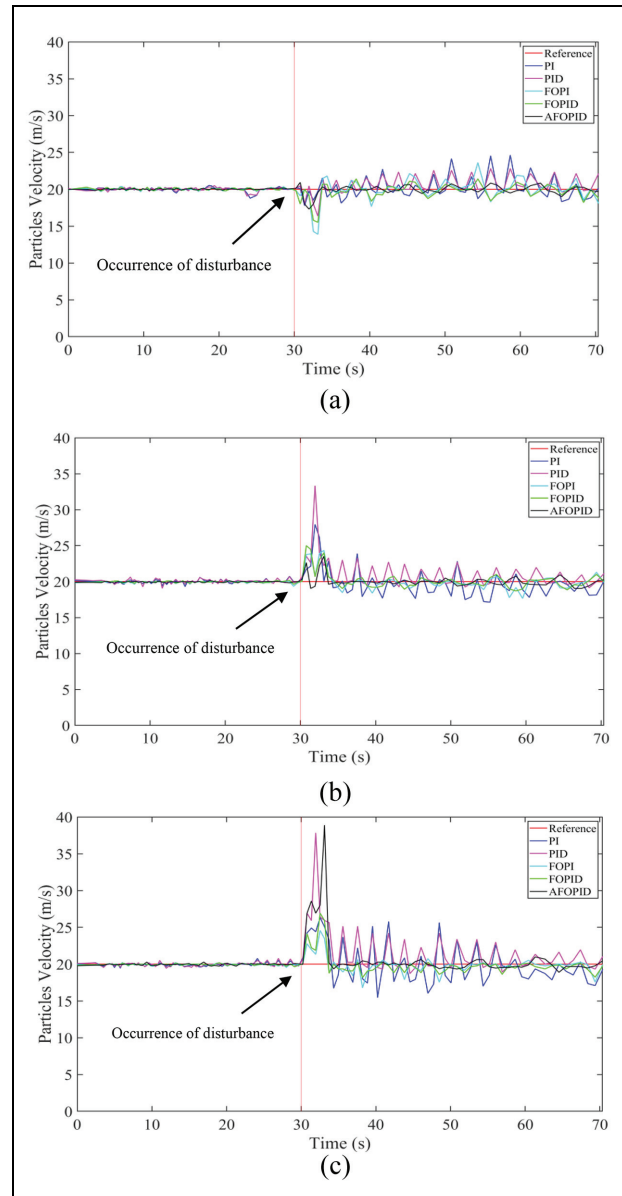 40
35
30
25
20
15
10
5
0
Particles Velocity (m/s)
Reference
PI
PID
FOPI
FOPID
AFOPID
Occurrence of disturbance
0 10 20 30 40 50 60 70
Time (s)
(a)
40
35
30
25
20
15
10
5
0
Particles Velocity (m/s)
Reference
PI
PID
FOPI
FOPID
AFOPID
Occurrence of disturbance
0 10 20 30 40 50 60 70
Time (s)
(b)
40
35
30
25
20
15
10
5
0
Particles Velocity (m/s)
Reference
PI
PID
FOPI
FOPID
AFOPID
Occurrence of disturbance
0 10 20 30 40 50 60 70
Time (s)
(c)